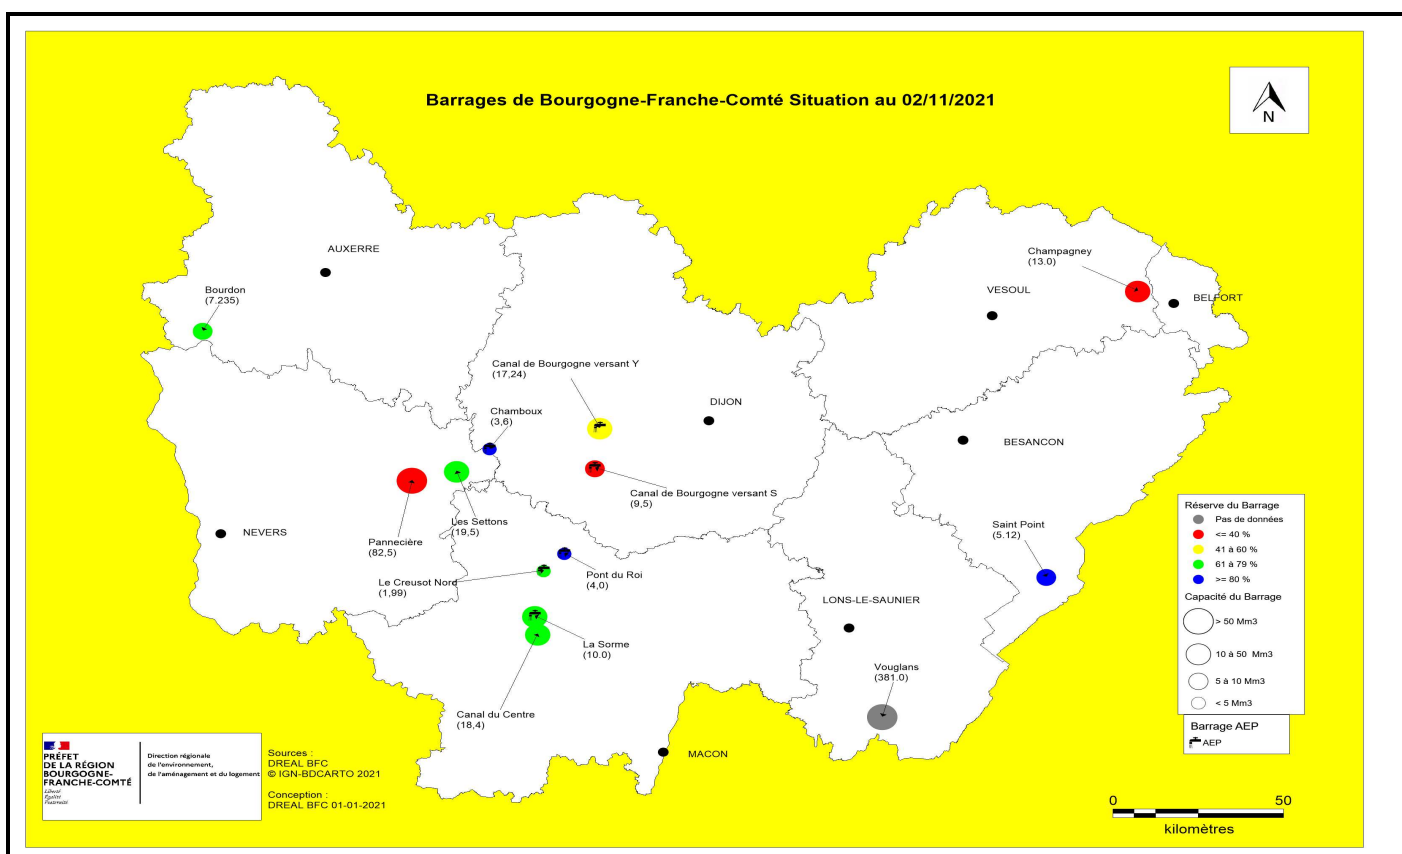 Barrages de Bourgogne-Franche-Comté Situation au 02/11/2021
N
AUXERRE
Bourdon
(7.235)
Champagney
(13.0)
VESOUL
BELFORT
Canal de Bourgogne versant Y
(17,24)
DIJON
Chamboux
(3,6)
BESANCON
Canal de Bourgogne versant S
(9,5)
Les Settons
(19,5)
NEVERS
Pannecière
(82,5)
Saint Point
(5.12)
Le Creusot Nord
(1,99)
Pont du Roi
(4,0)
LONS-LE-SAUNIER
La Sorme
(10.0)
Vouglans
(381.0)
Canal du Centre
(18,4)
MACON
Réserve du Barrage
Pas de données
<= 40 %
41 à 60 %
61 à 79 %
>= 80 %
Capacité du Barrage
> 50 Mm3
10 à 50 Mm3
5 à 10 Mm3
< 5 Mm3
Barrage AEP
AEP
PRÉFET
DE LA RÉGION
BOURGOGNE-
FRANCHE-COMTÉ
Liberté
Égalité
Fraternité
Direction régionale
de l'environnement,
de l'aménagement et du logement
Sources :
DREAL BFC
© IGN-BDCARTO 2021
Conception :
DREAL BFC 01-01-2021
0 50
kilomètres